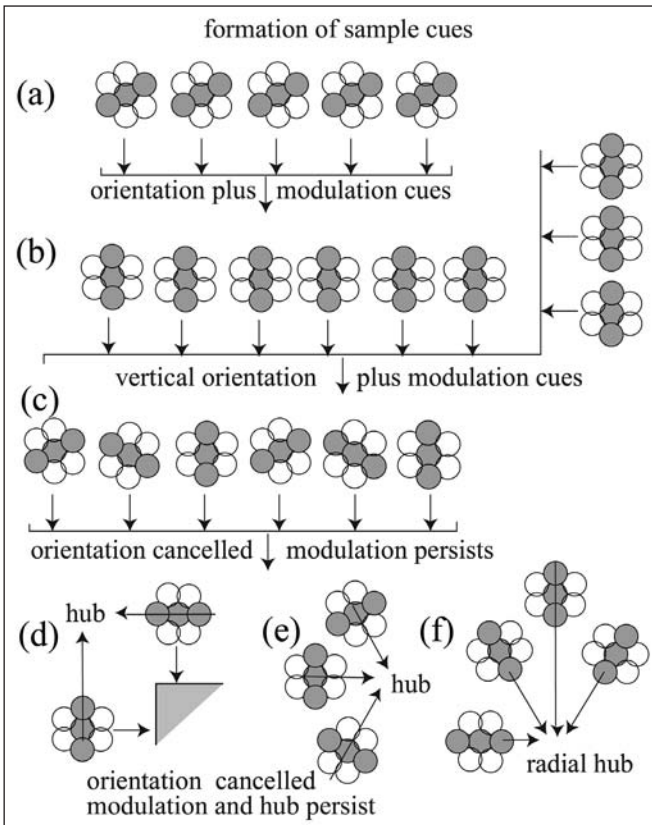 formation of sample cues
(a)
orientation plus modulation cues
(b)
vertical orientation plus modulation cues
(c)
orientation cancelled modulation persists
(d)
hub
(e)
hub
(f)
radial hub
orientation cancelled
modulation and hub persist